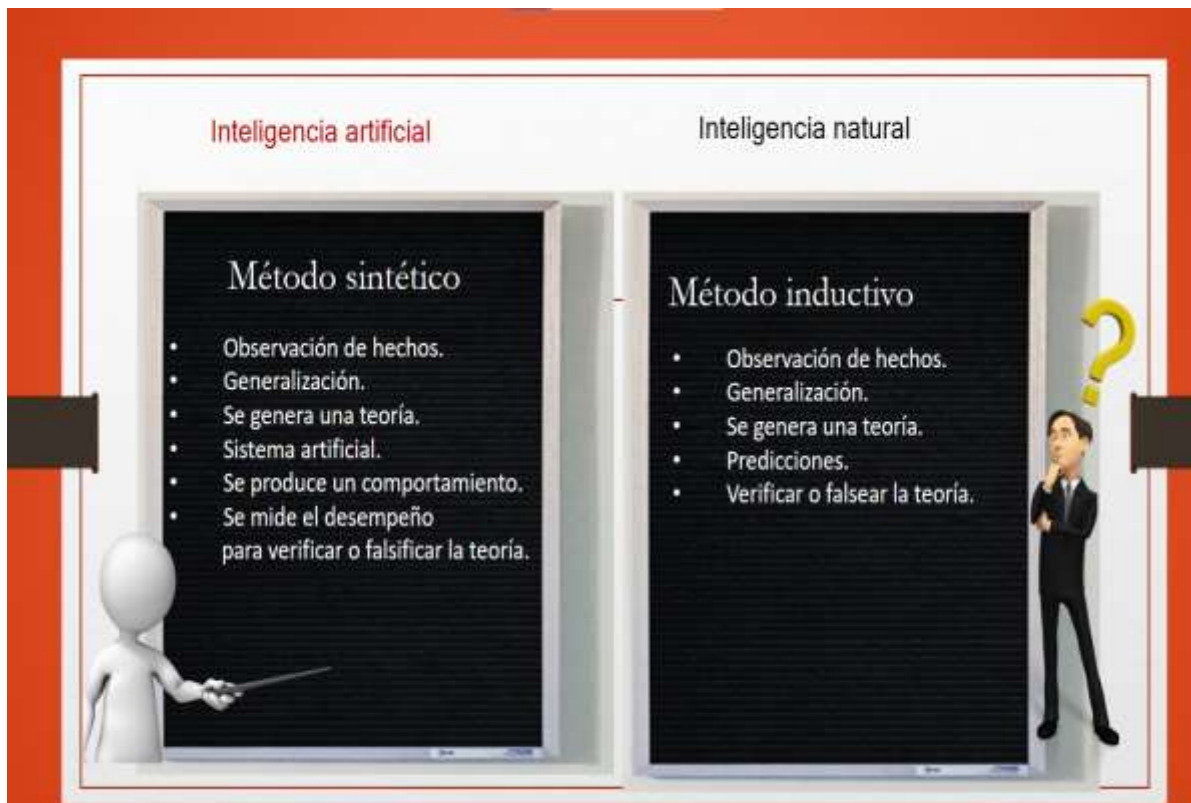 Inteligencia artificial
Inteligencia natural
Método sintético
• Observación de hechos.
• Generalización.
• Se genera una teoría.
• Sistema artificial.
• Se produce un comportamiento.
• Se mide el desempeño
para verificar o falsificar la teoría.
Método inductivo
• Observación de hechos.
• Generalización.
• Se genera una teoría.
• Predicciones.
• Verificar o falsear la teoría.
?